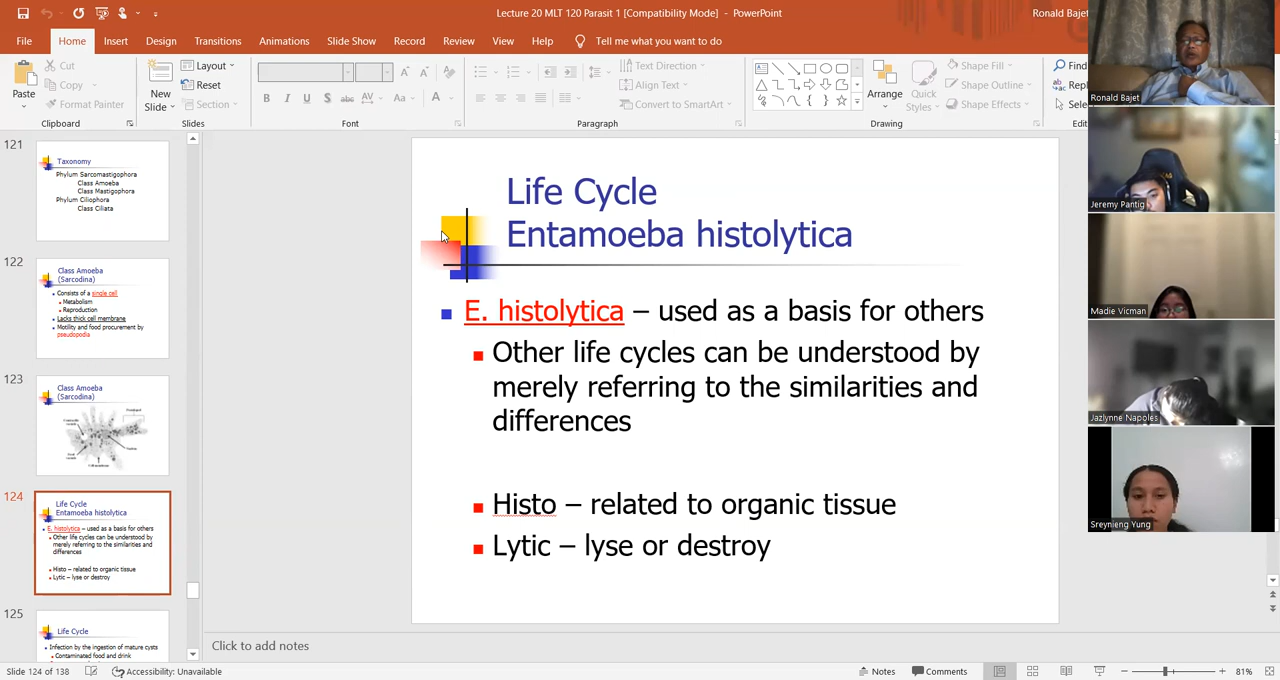 Lecture 20 MLT 120 Parasit 1 [Compatibility Mode] - PowerPoint
Ronald Bajet
File Home Insert Design Transitions Animations Slide Show Record Review View Help Tell me what you want to do
Paste
Cut
Copy
Format Painter
Clipboard
New Slide
Layout
Reset
Section
Slides
Font
Text Direction
Align Text
Convert to SmartArt
Paragraph
Arrange
Quick Styles
Shape Fill
Shape Outline
Shape Effects
Drawing
Find
121
Taxonomy
Phylum Sarcomastigophora
Class Amoeba
Class Mastigophora
Phylum Ciliophora
Class Ciliata
122
Class Amoeba
(Sarcodina)
Consists of a single cell
Metabolism
Reproduction
Lacks thick cell membrane
Motility and food procurement by
pseudopodia
123
Class Amoeba
(Sarcodina)
124
Life Cycle
Entamoeba histolytica
E. histolytica – used as a basis for others
Other life cycles can be understood by
merely referring to the similarities and
differences
Histo – related to organic tissue
Lytic – lyse or destroy
125
Life Cycle
Infection by the ingestion of mature cysts
Contaminated food and drink
Life Cycle
Entamoeba histolytica
E. histolytica – used as a basis for others
Other life cycles can be understood by
merely referring to the similarities and
differences
Histo – related to organic tissue
Lytic – lyse or destroy
Click to add notes
Slide 124 of 138
Accessibility: Unavailable
Notes
Comments
81%
Ronald Bajet
Jeremy Pantig
Madie Vicman
Jazlynne Napoles
Sreynieng Yung